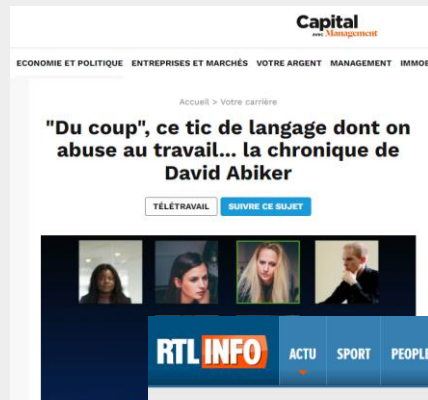 Capital
avec Management
ECONOMIE ET POLITIQUE ENTREPRISES ET MARCHÉS VOTRE ARGENT MANAGEMENT IMMOB
Accueil > Votre carrière
"Du coup", ce tic de langage dont on
abuse au travail... la chronique de
David Abiker
TÉLÉTRAVAIL SUIVRE CE SUJET
RTL INFO ACTU SPORT PEOPLE